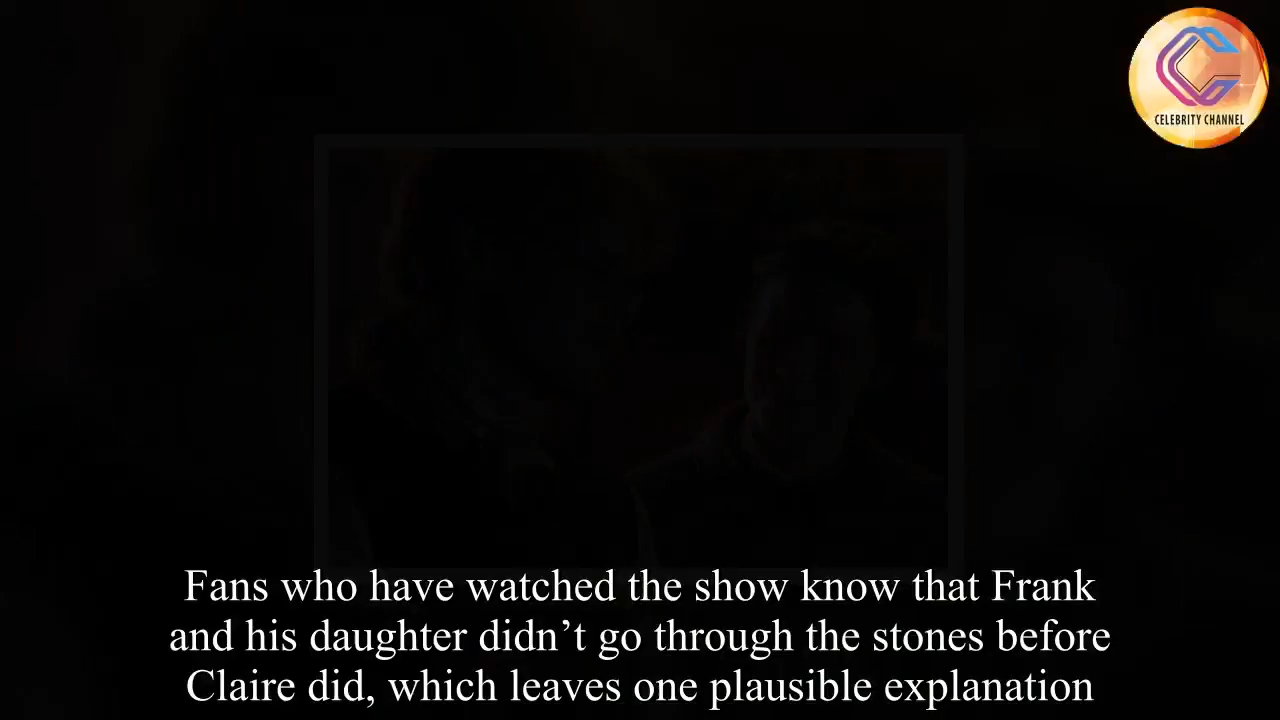 CELEBRITY CHANNEL
Fans who have watched the show know that Frank
and his daughter didn’t go through the stones before
Claire did, which leaves one plausible explanation